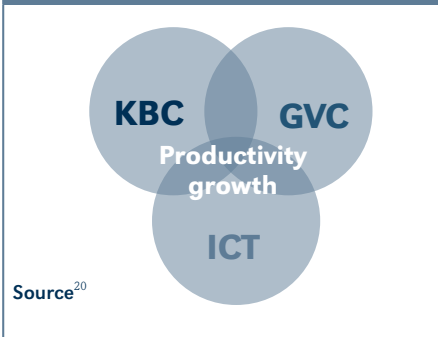 KBC
GVC
Productivity
growth
ICT
Source20